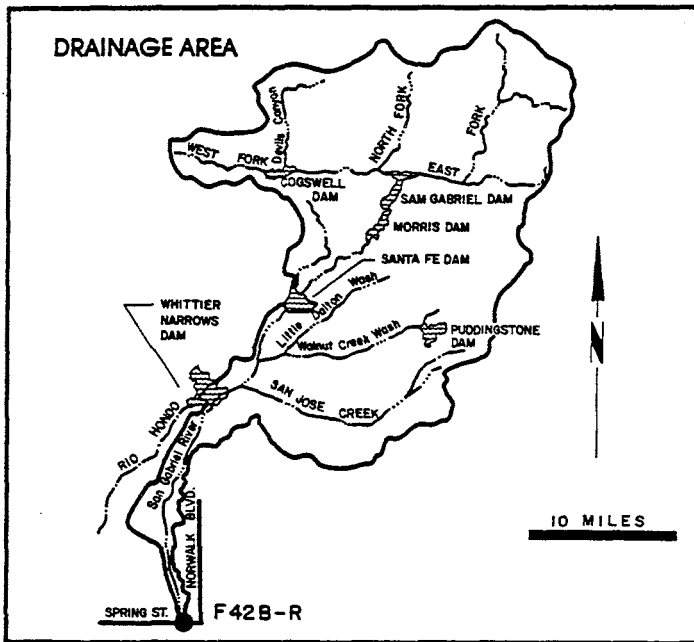 DRAINAGE AREA
WEST FORK
Devils Canyon
NORTH FORK
EAST FORK
COGSWELL
DAM
SAM GABRIEL DAM
MORRIS DAM
SANTA FE DAM
WHITTIER
NARROWS
DAM
Little Dalton Wash
Walnut Creek Wash
PUDDINGSTONE
DAM
SAN JOSE CREEK
RIO HONDO
San Gabriel River
NORWALK BLVD.
N
10 MILES
SPRING ST.
F42B-R